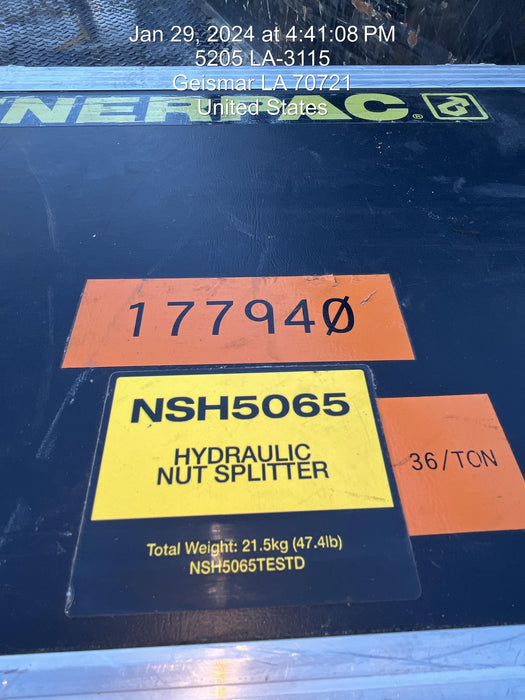 Jan 29, 2024 at 4:41:08 PM
5205 LA-3115
Geismar LA 70721
United States
ENERPAC®
177940
NSH5065
HYDRAULIC
NUT SPLITTER
36/TON
Total Weight: 21.5kg (47.4lb)
NSH5065TESTD